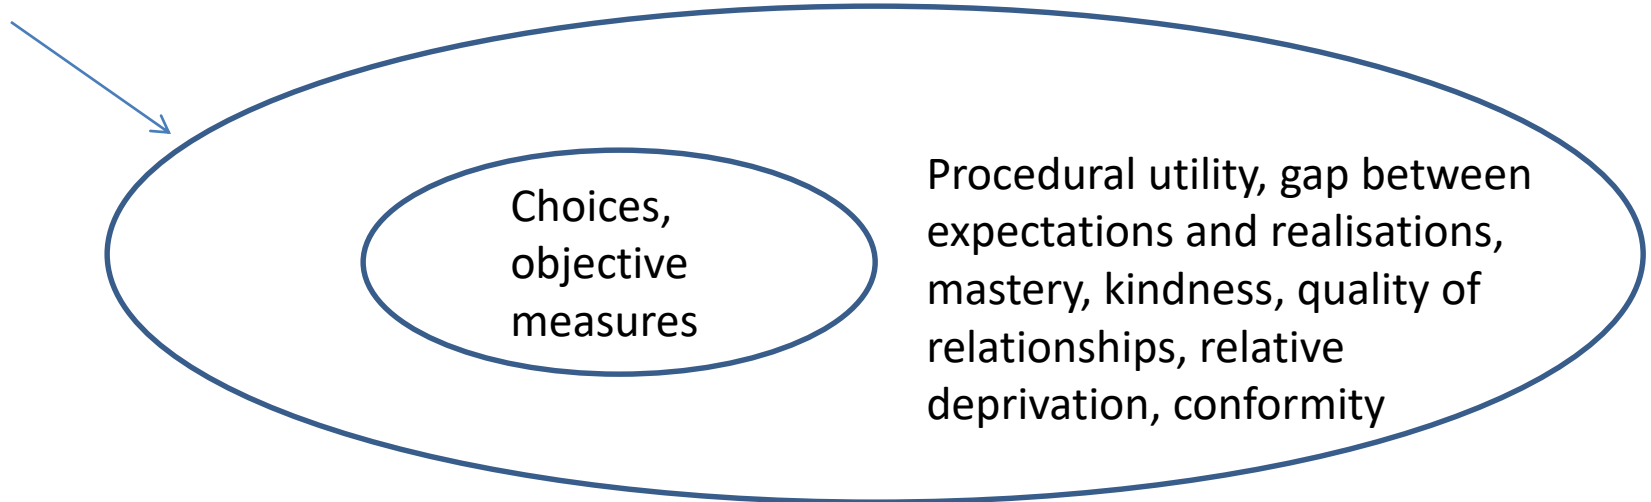 Choices,
objective
measures
Procedural utility, gap between
expectations and realisations,
mastery, kindness, quality of
relationships, relative
deprivation, conformity